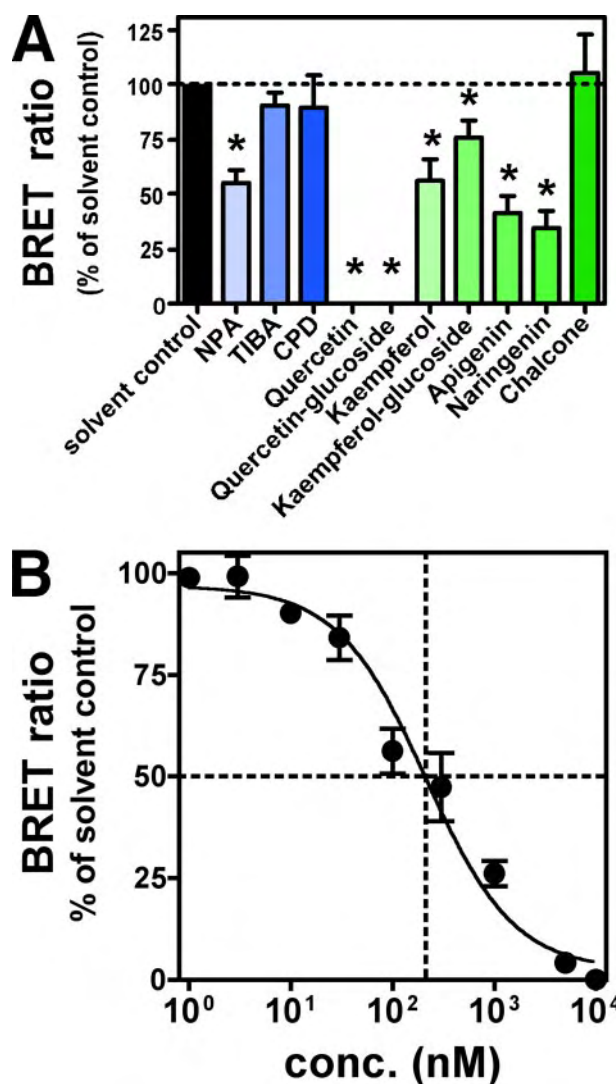 A
BRET ratio
(% of solvent control)
125
100
75
50
25
0
*
*
*
*
*
*
*
solvent control
NPA
TIBA
CPD
Quercetin
Quercetin-glucoside
Kaempferol
Kaempferol-glucoside
Apigenin
Naringenin
Chalcone
B
BRET ratio
% of solvent control
100
75
50
25
0
10⁰ 10¹ 10² 10³ 10⁴
conc. (nM)